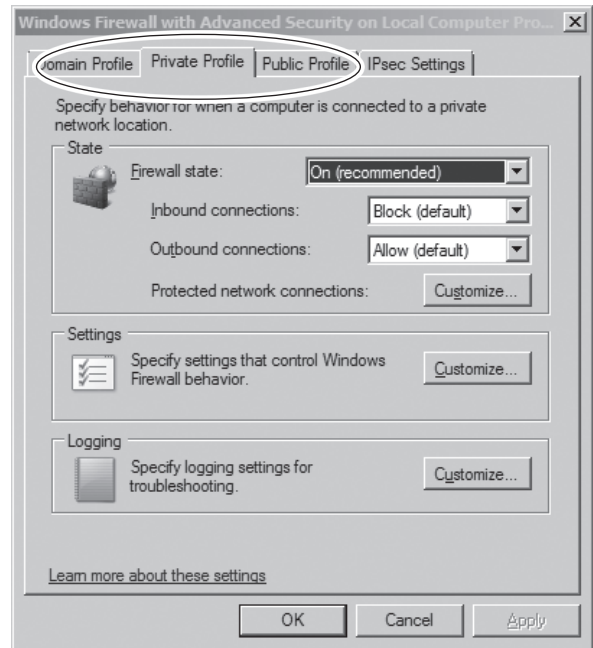 Windows Firewall with Advanced Security on Local Computer Pro...
Domain Profile
Private Profile
Public Profile
IPsec Settings
Specify behavior for when a computer is connected to a private
network location.
State
Firewall state:
On (recommended)
Inbound connections:
Block (default)
Outbound connections:
Allow (default)
Protected network connections:
Customize...
Settings
Specify settings that control Windows
Firewall behavior.
Customize...
Logging
Specify logging settings for
troubleshooting.
Customize...
Learn more about these settings
OK
Cancel
Apply